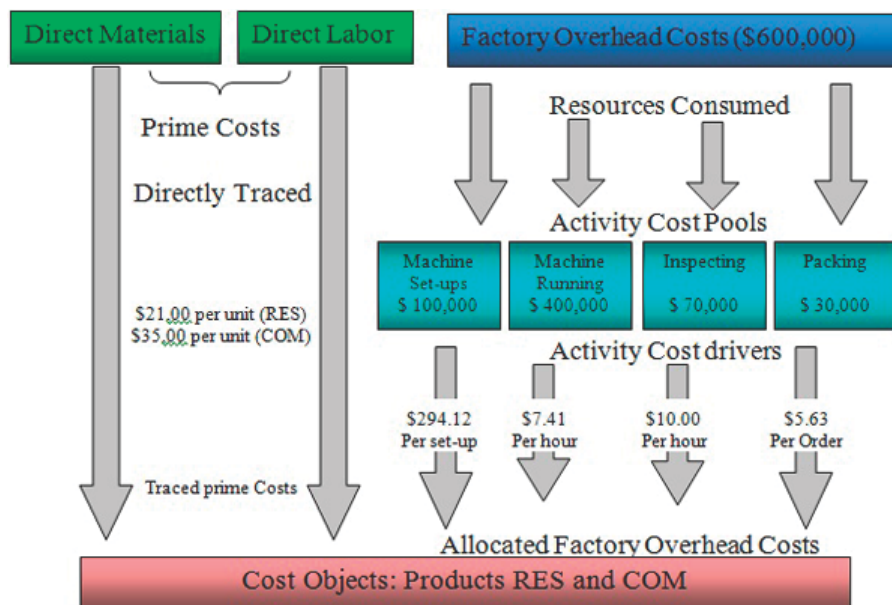 Direct Materials
Direct Labor
Factory Overhead Costs ($600,000)
Resources Consumed
Prime Costs
Directly Traced
Activity Cost Pools
Machine
Set-ups
$ 100,000
Machine
Running
$ 400,000
Inspecting
$ 70,000
Packing
$ 30,000
$21,00 per unit (RES)
$35,00 per unit (COM)
Activity Cost drivers
$294.12
Per set-up
$7.41
Per hour
$10.00
Per hour
$5.63
Per Order
Traced prime Costs
Allocated Factory Overhead Costs
Cost Objects: Products RES and COM